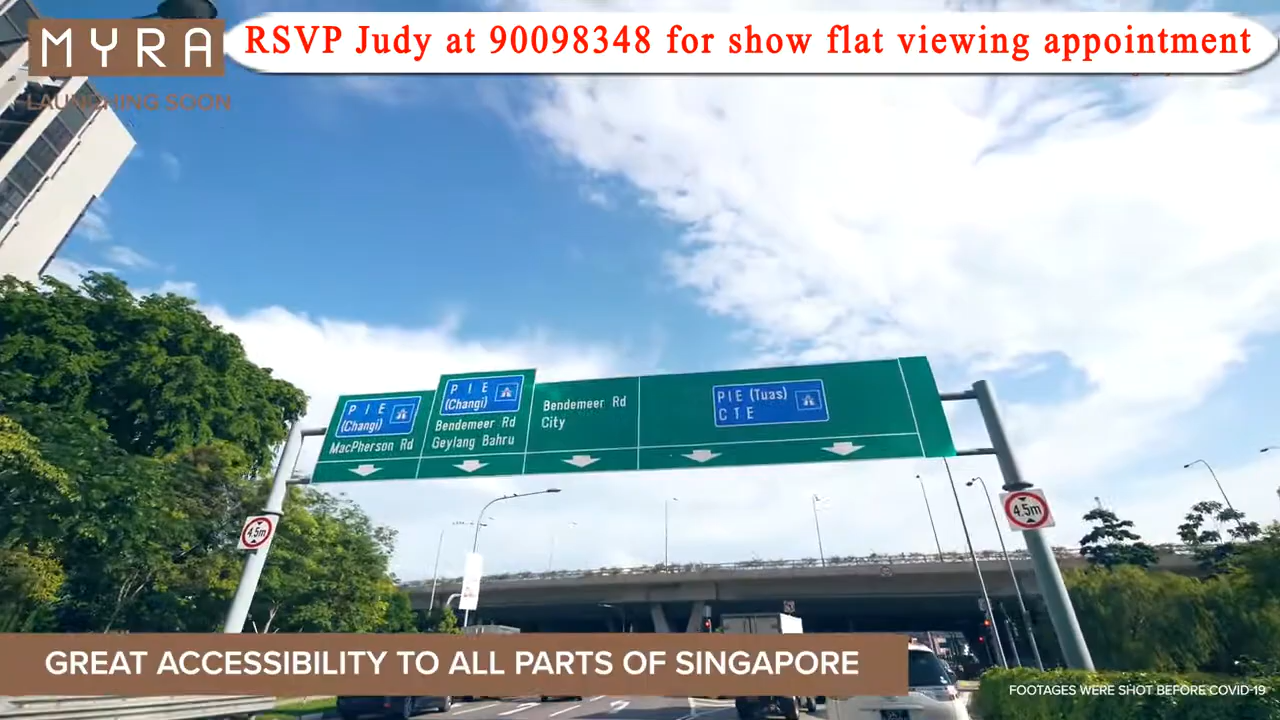 MYRA
LAUNCHING SOON
RSVP Judy at 90098348 for show flat viewing appointment
PIE
(Changi)
MacPherson Rd
PIE
(Changi)
Bendemeer Rd
Geylang Bahru
Bendemeer Rd
City
PIE (Tuas)
CTE
4.5m
4.5m
GREAT ACCESSIBILITY TO ALL PARTS OF SINGAPORE
FOOTAGES WERE SHOT BEFORE COVID-19